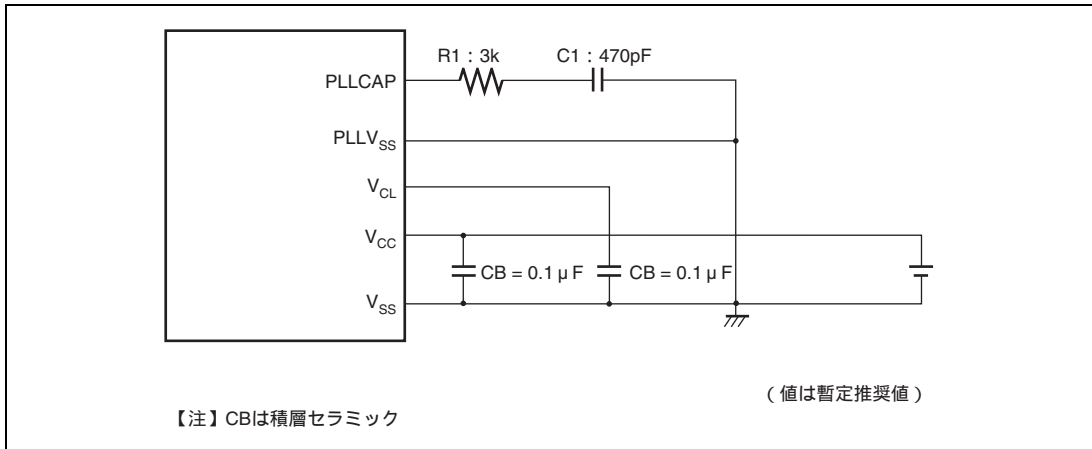 R1：3k C1：470pF
PLLCAP
PLLVSS
VCL
VCC
CB = 0.1 μ F CB = 0.1 μ F
VSS
（値は暫定推奨値）
【注】CBは積層セラミック